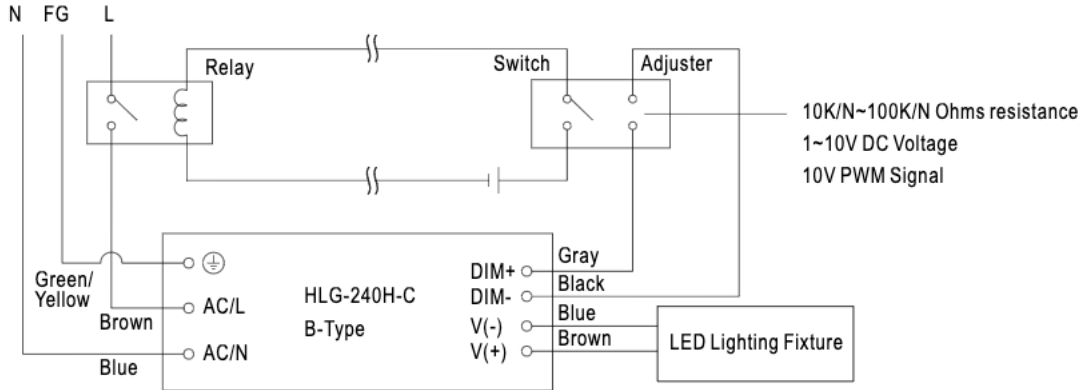 N FG L
Relay
Switch
Adjuster
10K/N~100K/N Ohms resistance
1~10V DC Voltage
10V PWM Signal
Green/
Yellow
Brown
Blue
AC/L
AC/N
HLG-240H-C
B-Type
DIM+
DIM-
V(-)
V(+)
Gray
Black
Blue
Brown
LED Lighting Fixture